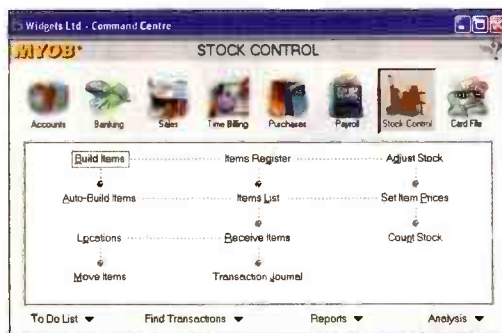 Widgets Ltd - Command Centre
MYOB
STOCK CONTROL
Accounts Banking Sales Time Billing Purchases Payroll Stock Control Card File
Build Items Items Register Adjust Stock
Auto-Build Items Items List Set Item Prices
Locations Receive Items Count Stock
Move Items Transaction Journal
To Do List Find Transactions Reports Analysis